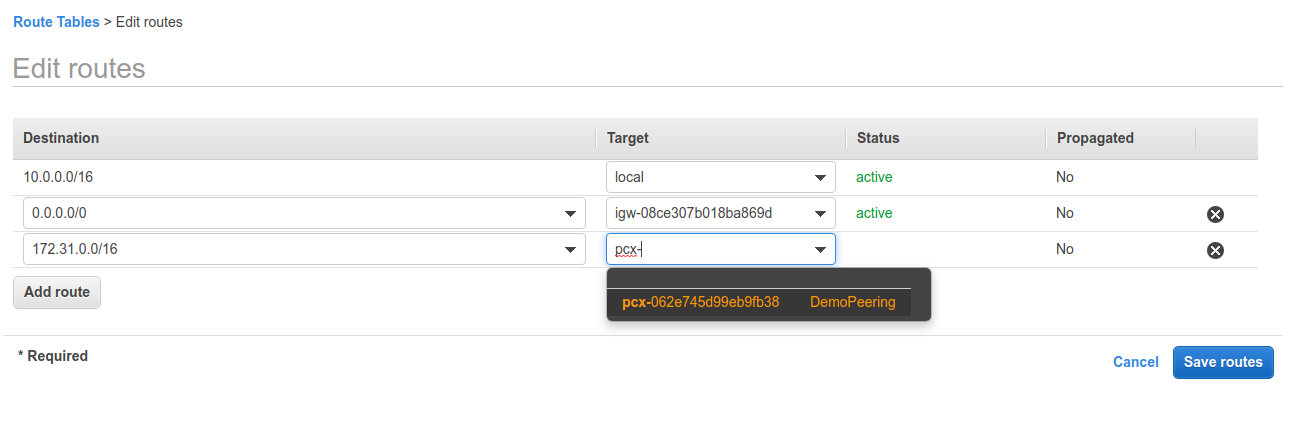 Route Tables > Edit routes
Edit routes
Destination Target Status Propagated
10.0.0.0/16 local active No
0.0.0.0/0 igw-08ce307b018ba869d active No
172.31.0.0/16 pcx- No
Add route
pcx-062e745d99eb9fb38 DemoPeering
* Required
Cancel Save routes